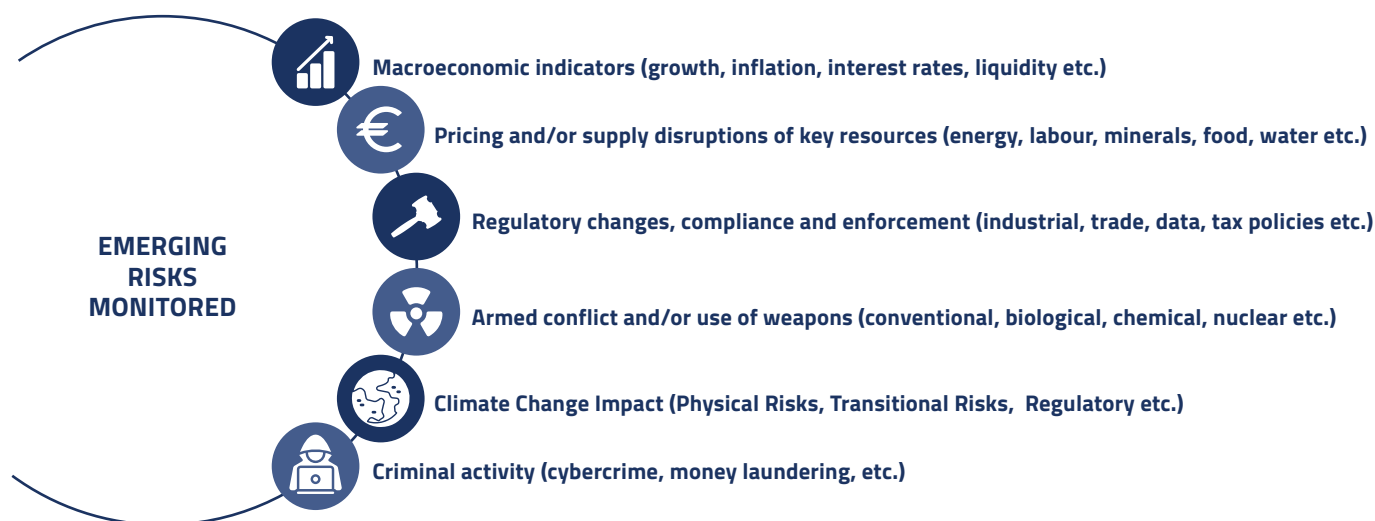 Macroeconomic indicators (growth, inflation, interest rates, liquidity etc.)
Pricing and/or supply disruptions of key resources (energy, labour, minerals, food, water etc.)
Regulatory changes, compliance and enforcement (industrial, trade, data, tax policies etc.)
EMERGING
RISKS
MONITORED
Armed conflict and/or use of weapons (conventional, biological, chemical, nuclear etc.)
Climate Change Impact (Physical Risks, Transitional Risks,  Regulatory etc.)
Criminal activity (cybercrime, money laundering, etc.)